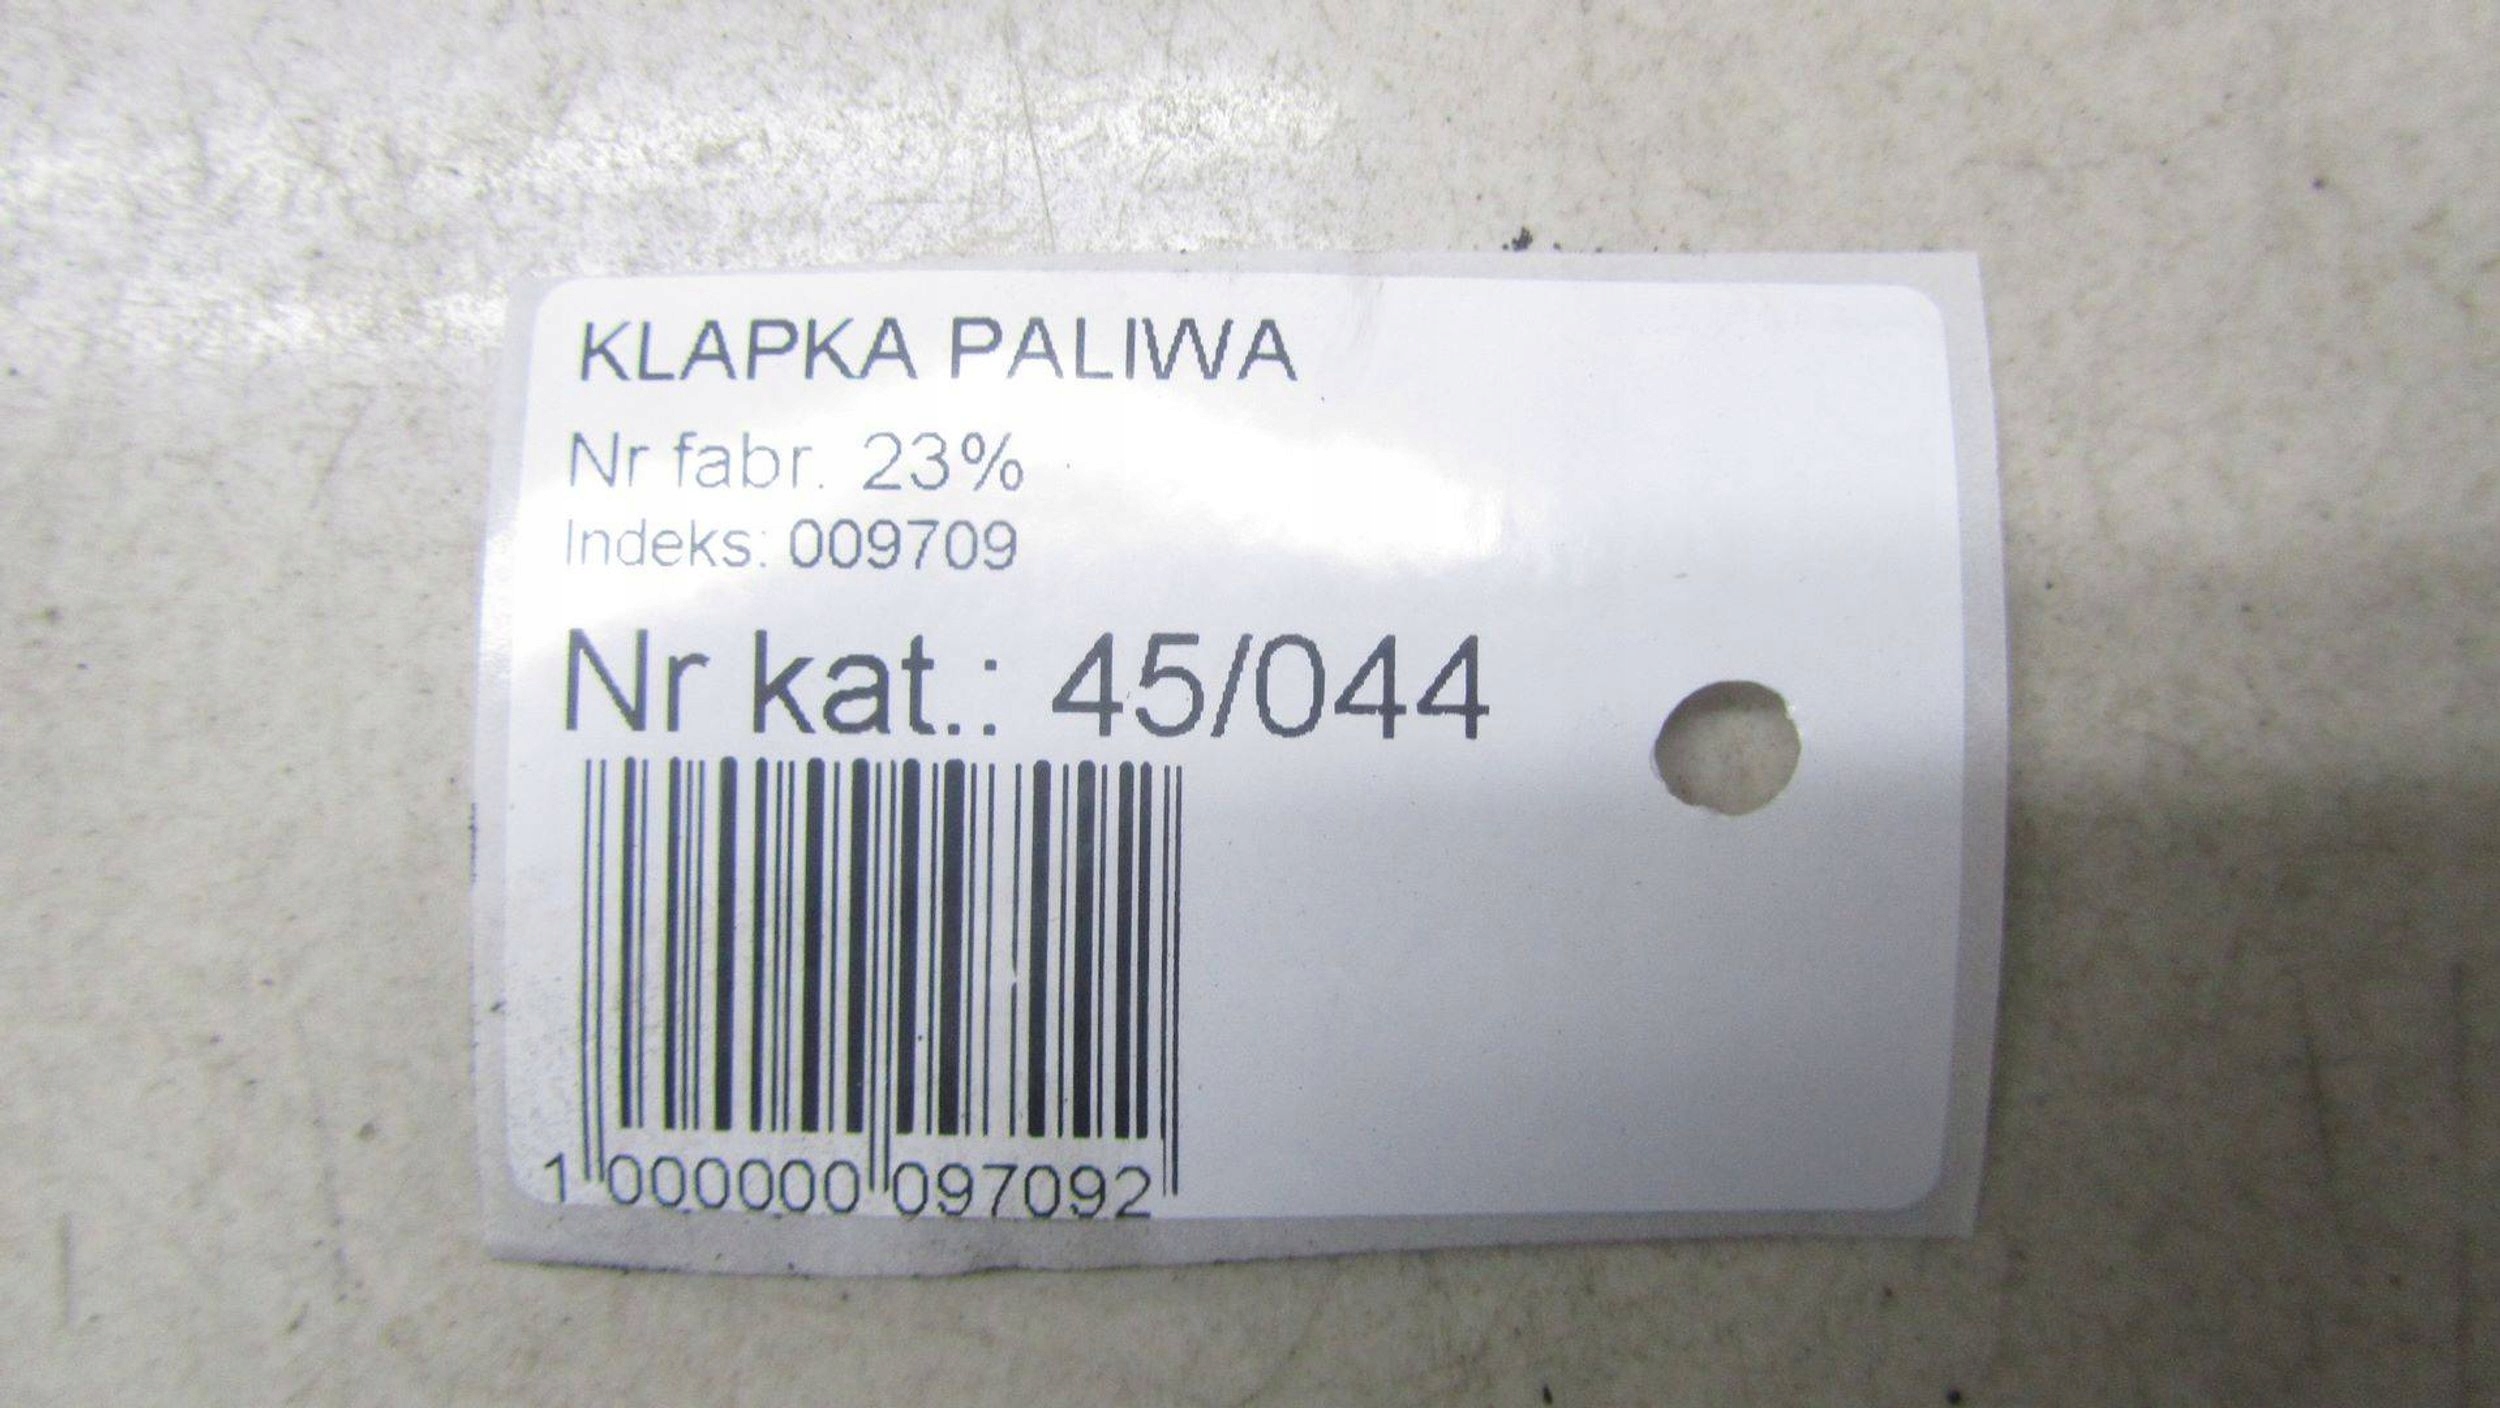 KLAPKA PALIWA
Nr fabr. 23%
Indeks: 009709
Nr kat.: 45/044
1 000000 097092